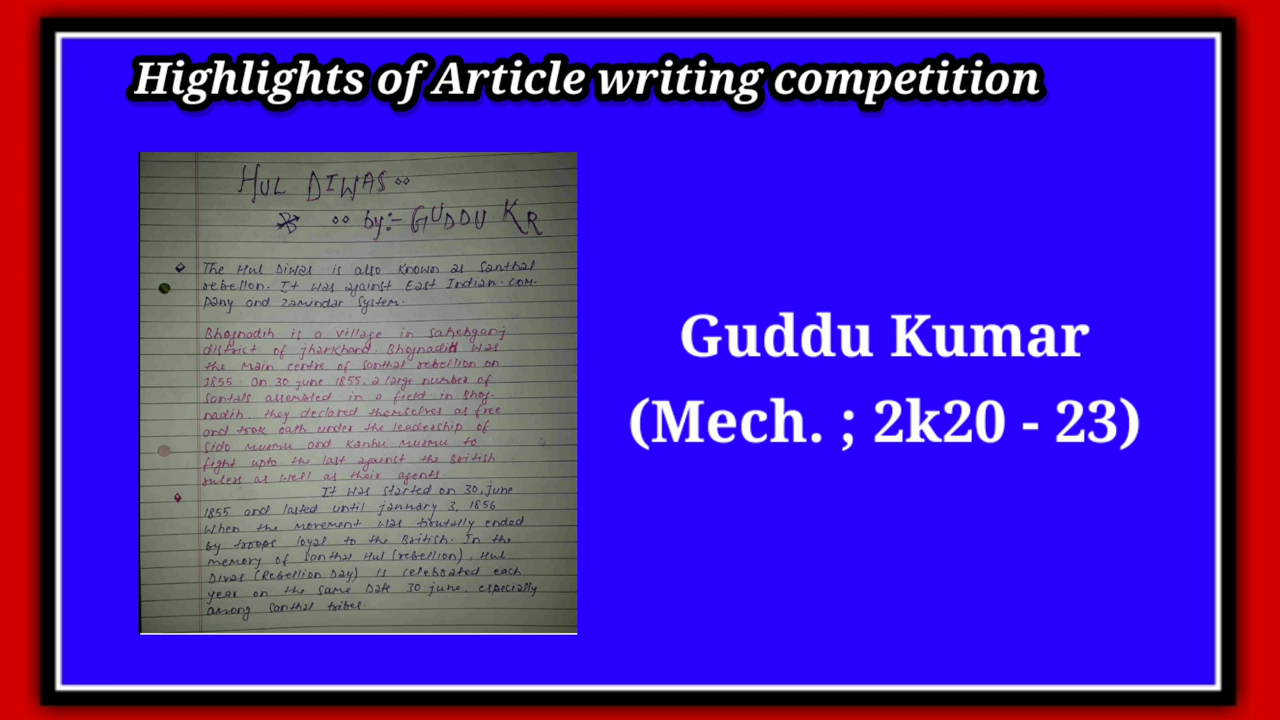 Highlights of Article writing competition
HUL DIWAS
by:- GUDDU KR
The Hul Diwas is also known as Santhal
rebellon. It was against East Indian com-
pany and zamindar system.
Bhognadih is a village in Sahebganj
district of jharkhand. Bhognadih was
the main centre of santhal rebellion on
1855. On 30 june 1855, a large number of
santals assembled in a field in Bhog-
nadih. they declared themselves as free
and took oath under the leadership of
Sido murmu and Kanhu murmu to
fight upto the last against the British
rulers as well as their agents.
It was started on 30, june
1855 and lasted until january 3, 1856
when the movement was brutally ended
by troops loyal to the British. In the
memory of santhal Hul (rebellion), Hul
Divas (Rebellion Day) is celebrated each
year on the same Date 30 june. especially
among santhal tribes.
Guddu Kumar
(Mech. ; 2k20 - 23)